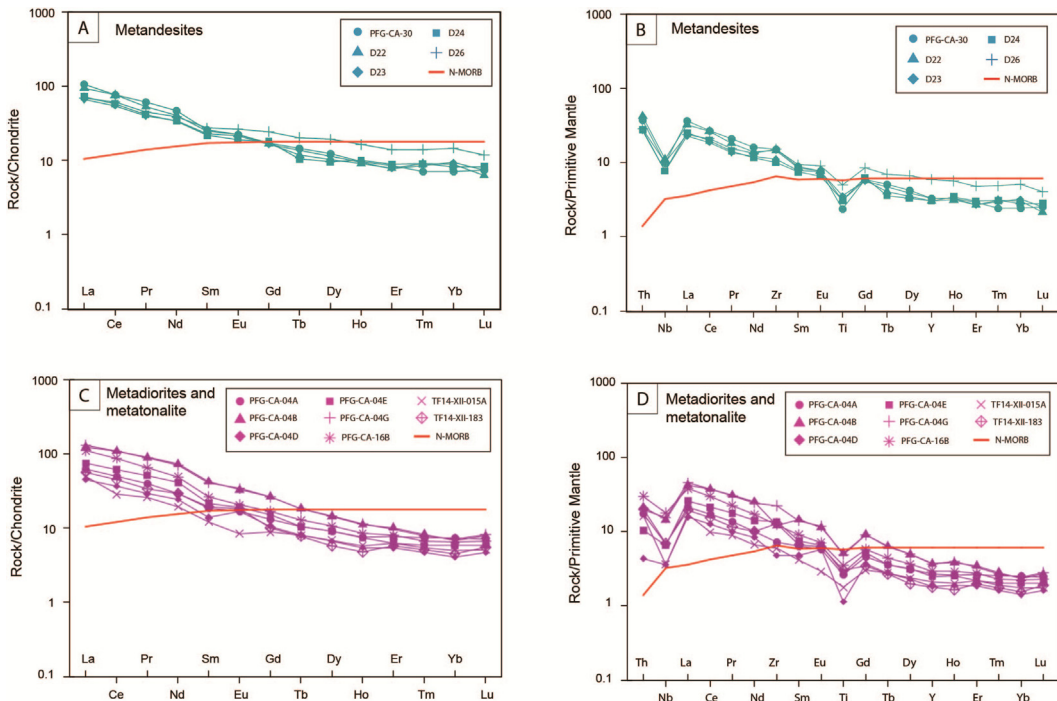 A Metandesites
PFG-CA-30 D24
D22 D26
D23 N-MORB
Rock/Chondrite
1000
100
10
1
0.1
La Pr Sm Gd Dy Er Yb
Ce Nd Eu Tb Ho Tm Lu
B Metandesites
PFG-CA-30 D24
D22 D26
D23 N-MORB
Rock/Primitive Mantle
1000
100
10
1
0.1
Th La Pr Zr Eu Gd Dy Ho Tm Lu
Nb Ce Nd Sm Ti Tb Y Er Yb
C Metadiorites and
metatonalite
PFG-CA-04A PFG-CA-04E TF14-XII-015A
PFG-CA-04B PFG-CA-04G TF14-XII-183
PFG-CA-04D PFG-CA-16B N-MORB
Rock/Chondrite
1000
100
10
1
0.1
La Pr Sm Gd Dy Er Yb
Ce Nd Eu Tb Ho Tm Lu
D Metadiorites and
metatonalite
PFG-CA-04A PFG-CA-04E TF14-XII-015A
PFG-CA-04B PFG-CA-04G TF14-XII-183
PFG-CA-04D PFG-CA-16B N-MORB
Rock/Primitive Mantle
1000
100
10
1
0.1
Th La Pr Zr Eu Gd Dy Ho Tm Lu
Nb Ce Nd Sm Ti Tb Y Er Yb